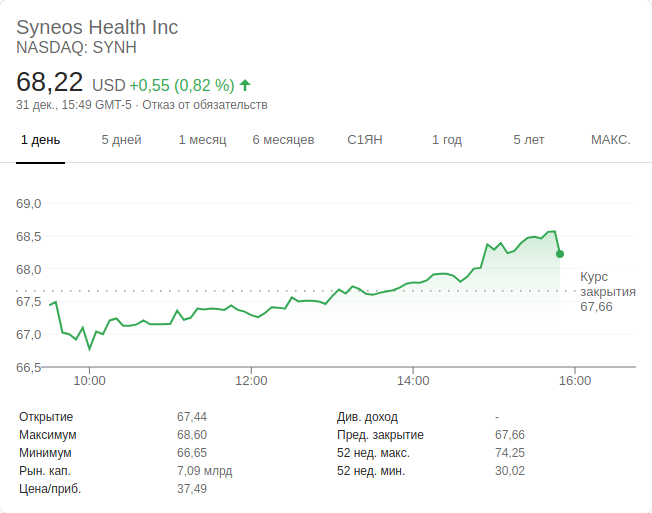 Syneos Health Inc
NASDAQ: SYNH
68,22 USD +0,55 (0,82 %)
31 дек., 15:49 GMT-5 · Отказ от обязательств
1 день 5 дней 1 месяц 6 месяцев С1ЯН 1 год 5 лет МАКС.
69,0
68,5
68,0
67,5
67,0
66,5
Курс
закрытия
67,66
10:00 12:00 14:00 16:00
Открытие 67,44 Див. доход -
Максимум 68,60 Пред. закрытие 67,66
Минимум 66,65 52 нед. макс. 74,25
Рын. кап. 7,09 млрд 52 нед. мин. 30,02
Цена/приб. 37,49